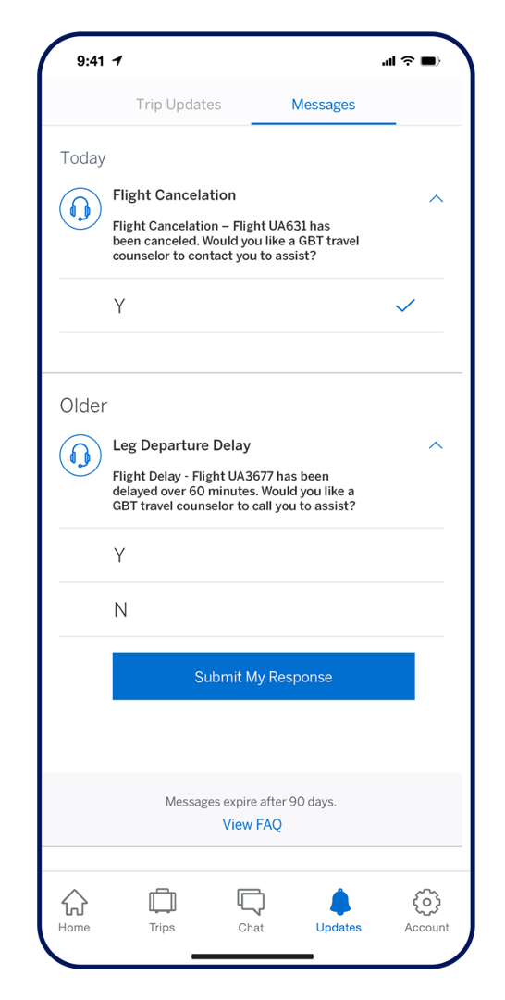 9:41
Trip Updates Messages
Today
Flight Cancelation
Flight Cancelation – Flight UA631 has
been canceled. Would you like a GBT travel
counselor to contact you to assist?
Y
Older
Leg Departure Delay
Flight Delay - Flight UA3677 has been
delayed over 60 minutes. Would you like a
GBT travel counselor to call you to assist?
Y
N
Submit My Response
Messages expire after 90 days.
View FAQ
Home Trips Chat Updates Account